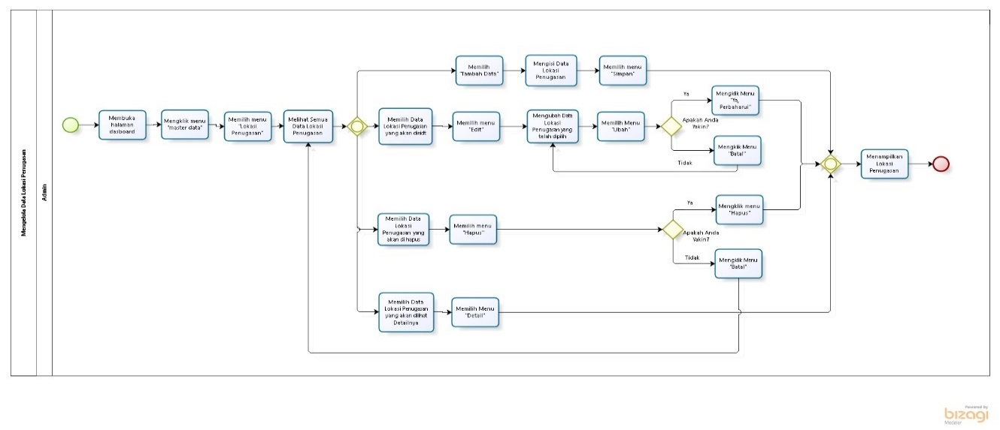 Mengelola Data Lokasi Penugasan
Admin
Membuka
halaman
dasboard
Mengklik menu
"master data"
Memilih menu
"Lokasi
Penugasan"
Melihat Semua
Data Lokasi
Penugasan
Memilih
"Tambah Data"
Mengisi Data
Lokasi
Penugasan
Memilih menu
"Simpan"
Memilih Data
Lokasi Penugasan
yang akan dieidt
Memilih menu
"Edit"
Mengubah Data
Lokasi
Penugasan yang
telah dipilih
Memilih Menu
"Ubah"
Apakah Anda
Yakin?
Ya
Mengklik Menu
"Ya,
Perbaharui"
Mengklik Menu
"Batal"
Tidak
Memilih Data
Lokasi
Penugasan yang
akan di hapus
Memilih menu
"Hapus"
Apakah Anda
Yakin?
Ya
Mengklik menu
"Hapus"
Tidak
Mengklik Menu
"Batal"
Memilih Data
Lokasi Penugasan
yang akan dilihat
Detailnya
Memilih Menu
"Detail"
Menampilkan
Lokasi
Penugasan
Powered by
bizagi
Modeler